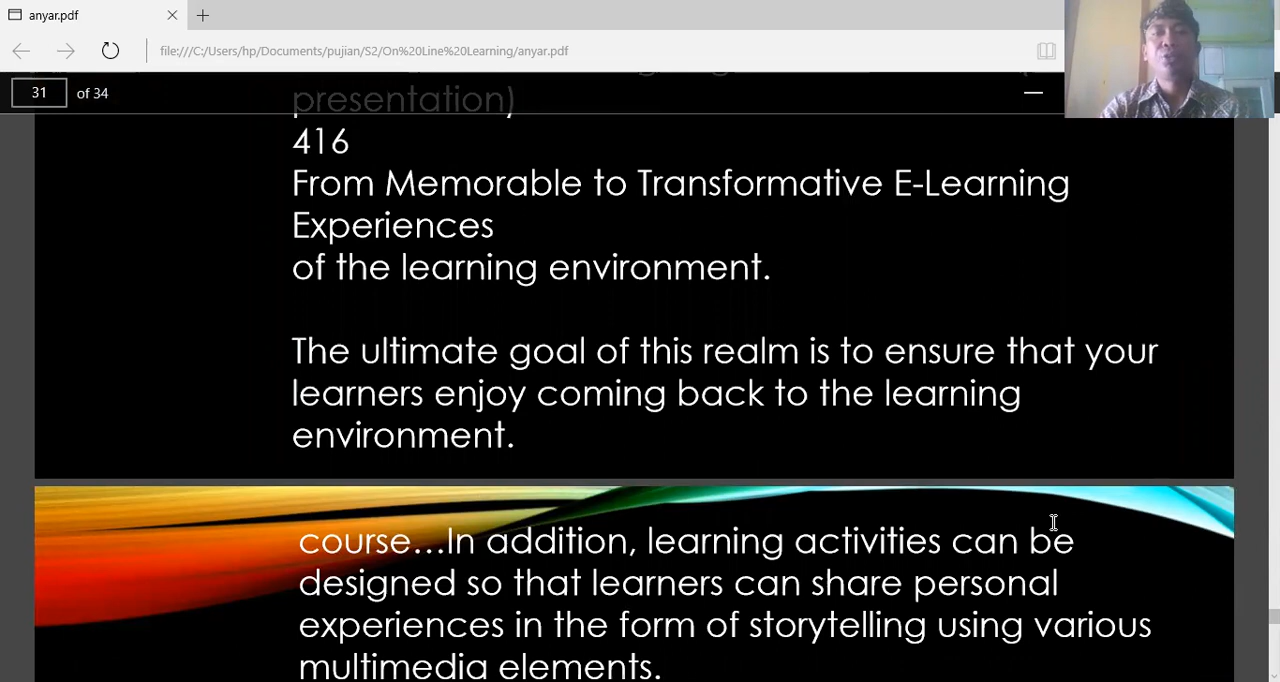 anyar.pdf
file:///C:/Users/hp/Documents/pujian/S2/On%20Line%20Learning/anyar.pdf
31 of 34
presentation)
416
From Memorable to Transformative E-Learning
Experiences
of the learning environment.
The ultimate goal of this realm is to ensure that your
learners enjoy coming back to the learning
environment.
course...In addition, learning activities can be
designed so that learners can share personal
experiences in the form of storytelling using various
multimedia elements.